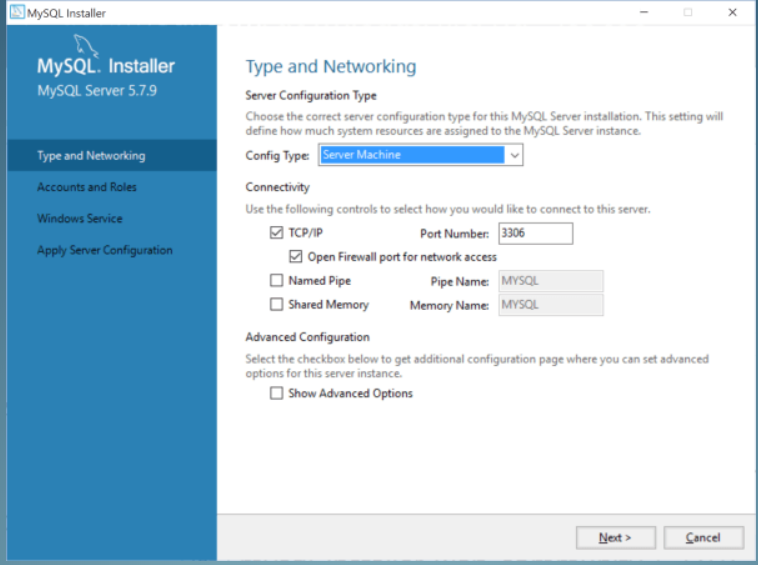 MySQL Installer
MySQL. Installer
MySQL Server 5.7.9
Type and Networking
Accounts and Roles
Windows Service
Apply Server Configuration
Type and Networking
Server Configuration Type
Choose the correct server configuration type for this MySQL Server installation. This setting will
define how much system resources are assigned to the MySQL Server instance.
Config Type: Server Machine
Connectivity
Use the following controls to select how you would like to connect to this server.
TCP/IP Port Number: 3306
Open Firewall port for network access
Named Pipe Pipe Name: MYSQL
Shared Memory Memory Name: MYSQL
Advanced Configuration
Select the checkbox below to get additional configuration page where you can set advanced
options for this server instance.
Show Advanced Options
Next > Cancel